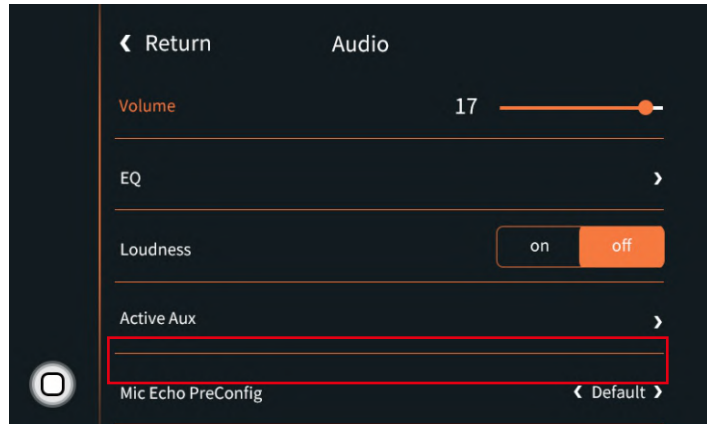 Return
Audio
Volume 17
EQ
Loudness on off
Active Aux
Mic Echo PreConfig Default